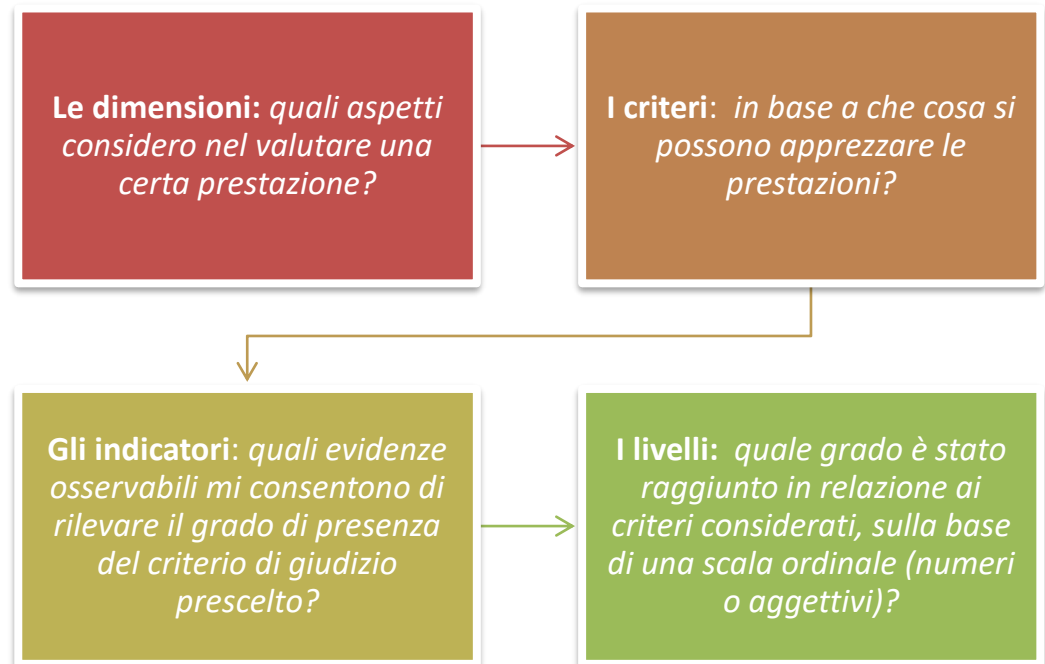 Le dimensioni: quali aspetti
considero nel valutare una
certa prestazione?
I criteri:  in base a che cosa si
possono apprezzare le
prestazioni?
Gli indicatori: quali evidenze
osservabili mi consentono di
rilevare il grado di presenza
del criterio di giudizio
prescelto?
I livelli:  quale grado è stato
raggiunto in relazione ai
criteri considerati, sulla base
di una scala ordinale (numeri
o aggettivi)?